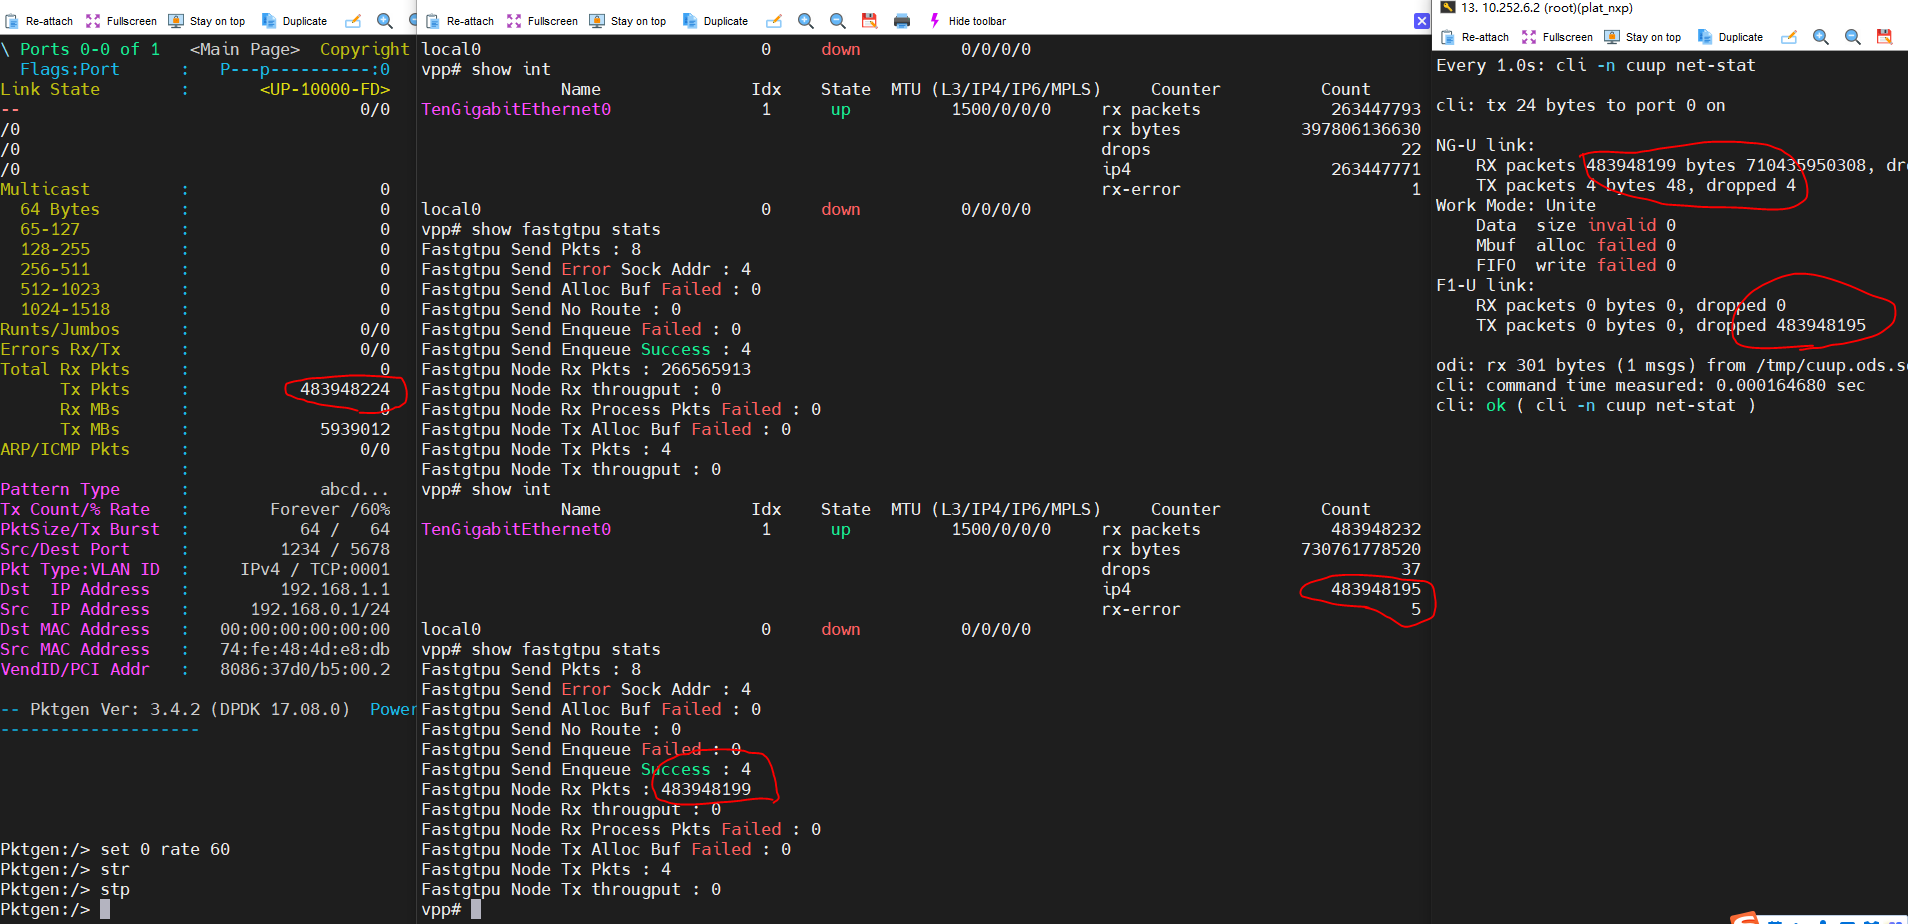 Re-attach Fullscreen Stay on top Duplicate
\ Ports 0-0 of 1 <Main Page> Copyright
Flags:Port : P---p----------:0
Link State : <UP-10000-FD>
-- 0/0
/0
/0
/0
Multicast : 0
64 Bytes : 0
65-127 : 0
128-255 : 0
256-511 : 0
512-1023 : 0
1024-1518 : 0
Runts/Jumbos : 0/0
Errors Rx/Tx : 0/0
Total Rx Pkts : 0
Tx Pkts : 483948224
Rx MBs : 0
Tx MBs : 5939012
ARP/ICMP Pkts : 0/0
:
Pattern Type : abcd...
Tx Count/% Rate : Forever /60%
PktSize/Tx Burst : 64 / 64
Src/Dest Port : 1234 / 5678
Pkt Type:VLAN ID : IPv4 / TCP:0001
Dst IP Address : 192.168.1.1
Src IP Address : 192.168.0.1/24
Dst MAC Address : 00:00:00:00:00:00
Src MAC Address : 74:fe:48:4d:e8:db
VendID/PCI Addr : 8086:37d0/b5:00.2
-- Pktgen Ver: 3.4.2 (DPDK 17.08.0) Power
--------------------
Pktgen:/> set 0 rate 60
Pktgen:/> str
Pktgen:/> stp
Pktgen:/>
Re-attach Fullscreen Stay on top Duplicate Hide toolbar
local0 0 down 0/0/0/0
vpp# show int
Name Idx State MTU (L3/IP4/IP6/MPLS) Counter Count
TenGigabitEthernet0 1 up 1500/0/0/0 rx packets 263447793
rx bytes 397806136630
drops 22
ip4 263447771
rx-error 1
local0 0 down 0/0/0/0
vpp# show fastgtpu stats
Fastgtpu Send Pkts : 8
Fastgtpu Send Error Sock Addr : 4
Fastgtpu Send Alloc Buf Failed : 0
Fastgtpu Send No Route : 0
Fastgtpu Send Enqueue Failed : 0
Fastgtpu Send Enqueue Success : 4
Fastgtpu Node Rx Pkts : 266565913
Fastgtpu Node Rx througput : 0
Fastgtpu Node Rx Process Pkts Failed : 0
Fastgtpu Node Tx Alloc Buf Failed : 0
Fastgtpu Node Tx Pkts : 4
Fastgtpu Node Tx througput : 0
vpp# show int
Name Idx State MTU (L3/IP4/IP6/MPLS) Counter Count
TenGigabitEthernet0 1 up 1500/0/0/0 rx packets 483948232
rx bytes 730761778520
drops 37
ip4 483948195
rx-error 5
local0 0 down 0/0/0/0
vpp# show fastgtpu stats
Fastgtpu Send Pkts : 8
Fastgtpu Send Error Sock Addr : 4
Fastgtpu Send Alloc Buf Failed : 0
Fastgtpu Send No Route : 0
Fastgtpu Send Enqueue Failed : 0
Fastgtpu Send Enqueue Success : 4
Fastgtpu Node Rx Pkts : 483948199
Fastgtpu Node Rx througput : 0
Fastgtpu Node Rx Process Pkts Failed : 0
Fastgtpu Node Tx Alloc Buf Failed : 0
Fastgtpu Node Tx Pkts : 4
Fastgtpu Node Tx througput : 0
vpp#
13. 10.252.6.2 (root)(plat_nxp)
Re-attach Fullscreen Stay on top Duplicate
Every 1.0s: cli -n cuup net-stat
cli: tx 24 bytes to port 0 on
NG-U link:
RX packets 483948199 bytes 710435950308, dr
TX packets 4 bytes 48, dropped 4
Work Mode: Unite
Data size invalid 0
Mbuf alloc failed 0
FIFO write failed 0
F1-U link:
RX packets 0 bytes 0, dropped 0
TX packets 0 bytes 0, dropped 483948195
odi: rx 301 bytes (1 msgs) from /tmp/cuup.ods.s
cli: command time measured: 0.000164680 sec
cli: ok ( cli -n cuup net-stat )